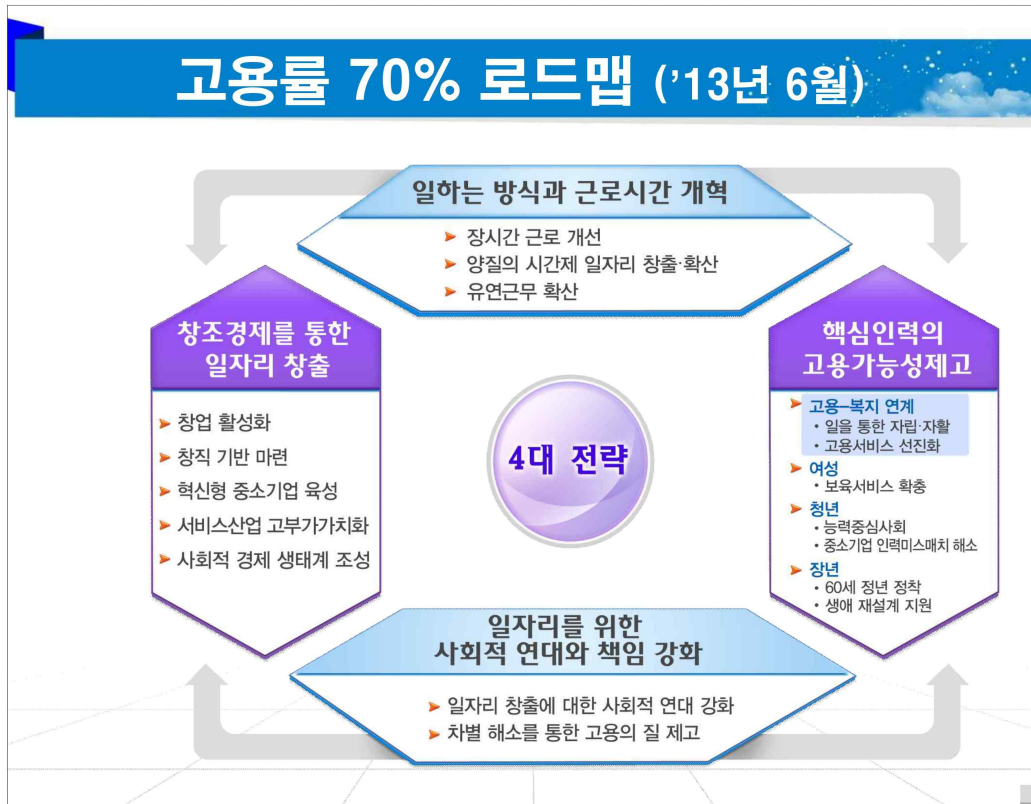 고용률 70% 로드맵 (’13년 6월)
일하는 방식과 근로시간 개혁
➤ 장시간 근로 개선
➤ 양질의 시간제 일자리 창출·확산
➤ 유연근무 확산
창조경제를 통한
일자리 창출
➤ 창업 활성화
➤ 창직 기반 마련
➤ 혁신형 중소기업 육성
➤ 서비스산업 고부가가치화
➤ 사회적 경제 생태계 조성
4대 전략
핵심인력의
고용가능성제고
➤ 고용–복지 연계
• 일을 통한 자립·자활
• 고용서비스 선진화
➤ 여성
• 보육서비스 확충
➤ 청년
• 능력중심사회
• 중소기업 인력미스매치 해소
➤ 장년
• 60세 정년 정착
• 생애 재설계 지원
일자리를 위한
사회적 연대와 책임 강화
➤ 일자리 창출에 대한 사회적 연대 강화
➤ 차별 해소를 통한 고용의 질 제고